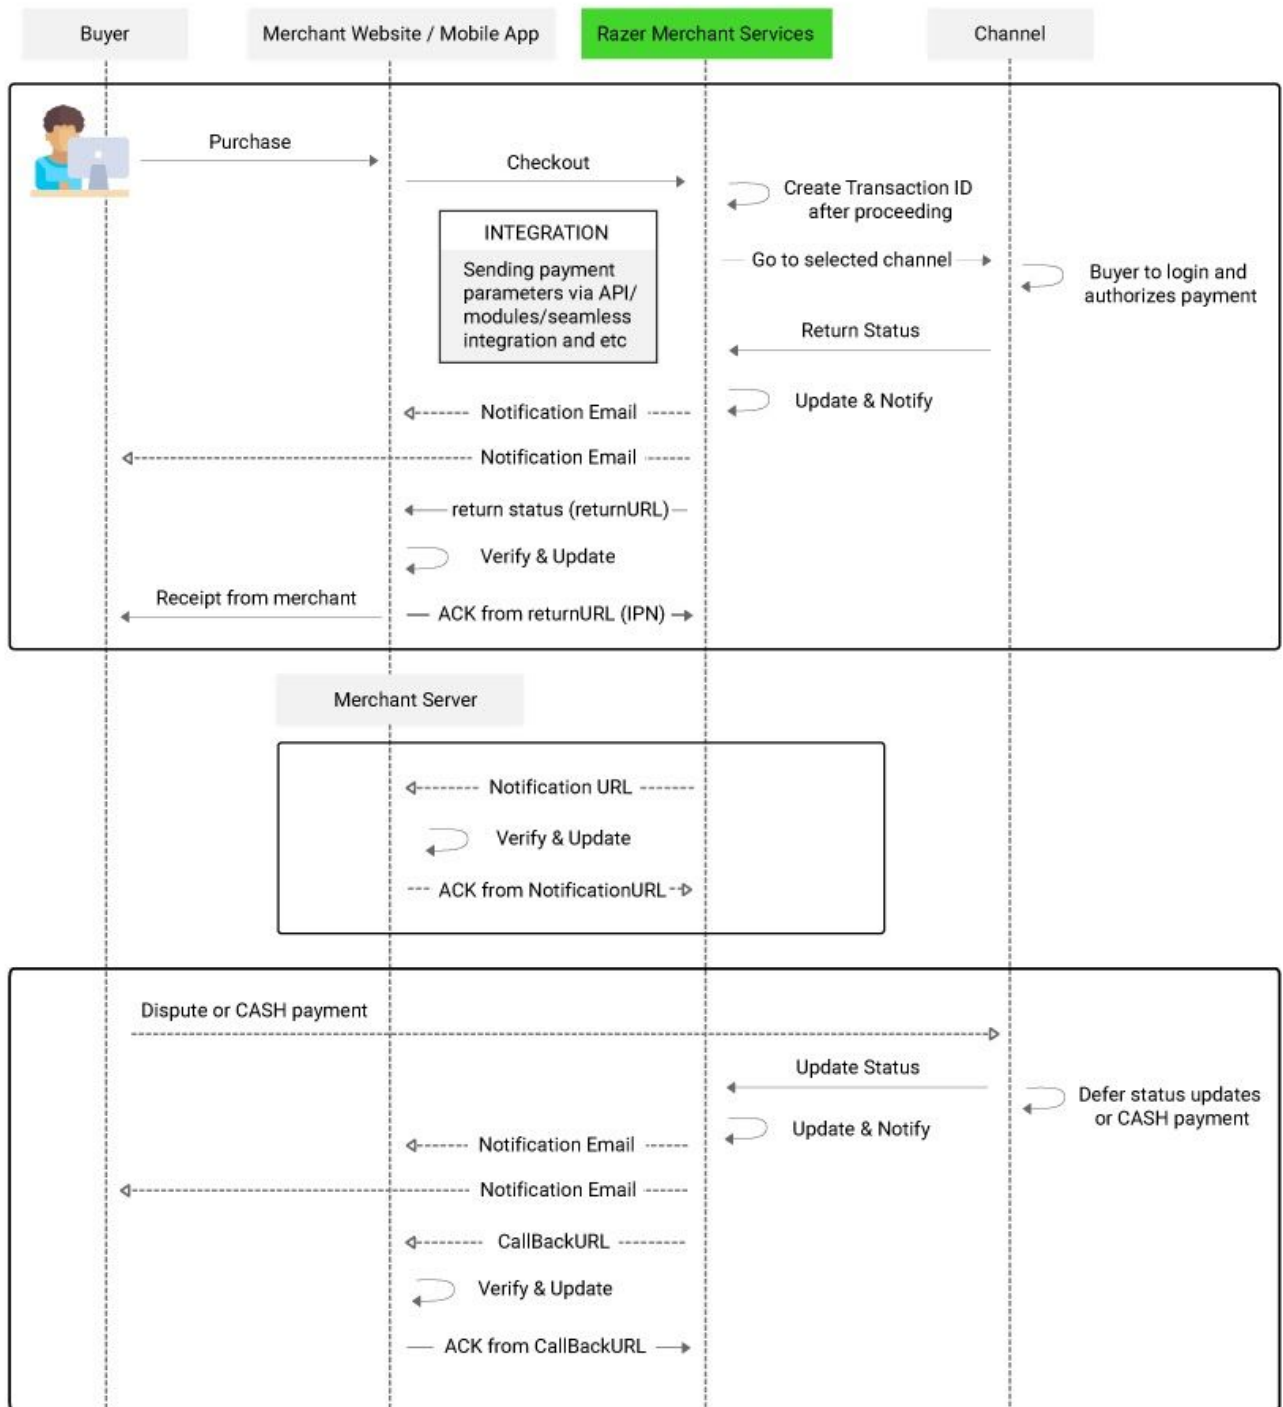 Buyer
Merchant Website / Mobile App
Razer Merchant Services
Channel
Purchase
Checkout
Create Transaction ID
after proceeding
INTEGRATION
Sending payment
parameters via API/
modules/seamless
integration and etc
Go to selected channel
Buyer to login and
authorizes payment
Return Status
Update & Notify
Notification Email
Notification Email
return status (returnURL)
Verify & Update
Receipt from merchant
ACK from returnURL (IPN)
Merchant Server
Notification URL
Verify & Update
ACK from NotificationURL
Dispute or CASH payment
Update Status
Defer status updates
or CASH payment
Update & Notify
Notification Email
Notification Email
CallBackURL
Verify & Update
ACK from CallBackURL